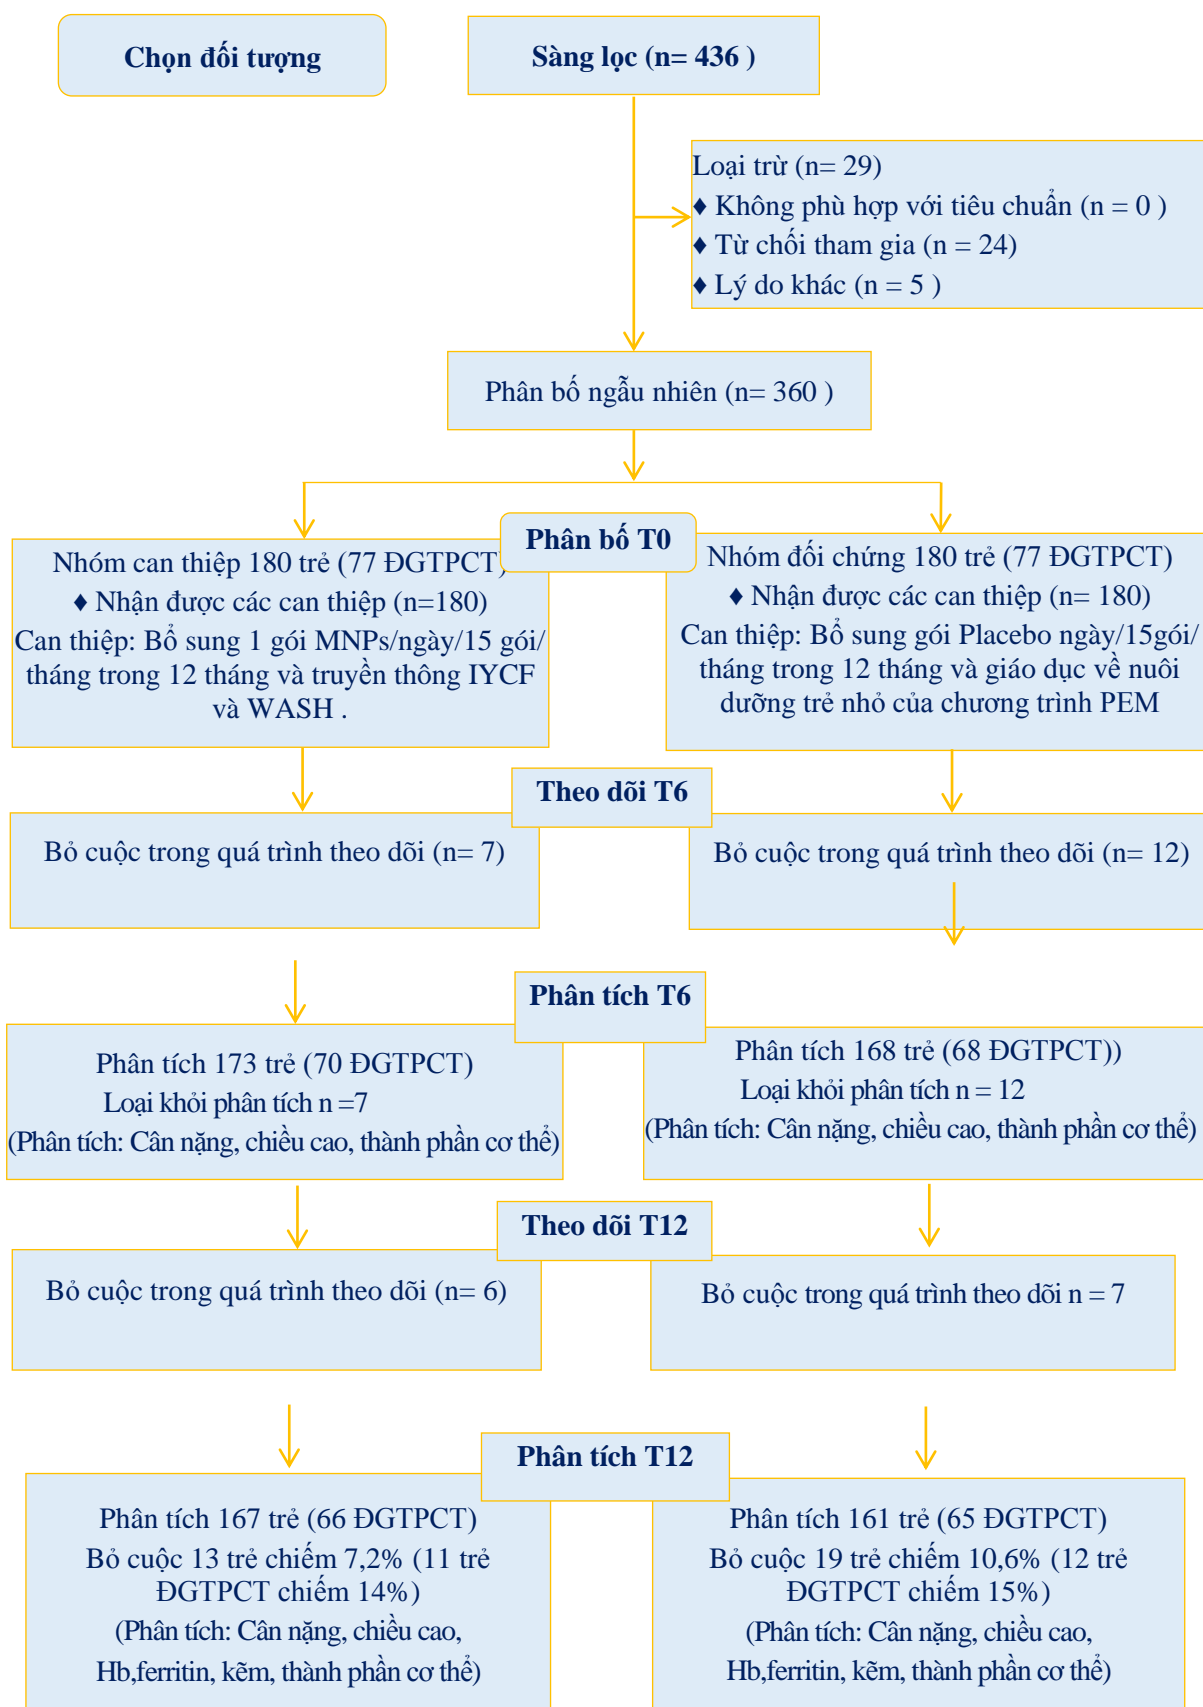 Chọn đối tượng
Sàng lọc (n= 436 )
Loại trừ (n= 29)
♦ Không phù hợp với tiêu chuẩn (n = 0 )
♦ Từ chối tham gia (n = 24)
♦ Lý do khác (n = 5 )
Phân bố ngẫu nhiên (n= 360 )
Phân bố T0
Nhóm can thiệp 180 trẻ (77 ĐGTPCT)
♦ Nhận được các can thiệp (n=180)
Can thiệp: Bổ sung 1 gói MNPs/ngày/15 gói/
tháng trong 12 tháng và truyền thông IYCF
và WASH .
Nhóm đối chứng 180 trẻ (77 ĐGTPCT)
♦ Nhận được các can thiệp (n= 180)
Can thiệp: Bổ sung gói Placebo ngày/15gói/
tháng trong 12 tháng và giáo dục về nuôi
dưỡng trẻ nhỏ của chương trình PEM
Theo dõi T6
Bỏ cuộc trong quá trình theo dõi (n= 7)
Bỏ cuộc trong quá trình theo dõi (n= 12)
Phân tích T6
Phân tích 173 trẻ (70 ĐGTPCT)
Loại khỏi phân tích n =7
(Phân tích: Cân nặng, chiều cao, thành phần cơ thể)
Phân tích 168 trẻ (68 ĐGTPCT))
Loại khỏi phân tích n = 12
(Phân tích: Cân nặng, chiều cao, thành phần cơ thể)
Theo dõi T12
Bỏ cuộc trong quá trình theo dõi (n= 6)
Bỏ cuộc trong quá trình theo dõi n = 7
Phân tích T12
Phân tích 167 trẻ (66 ĐGTPCT)
Bỏ cuộc 13 trẻ chiếm 7,2% (11 trẻ
ĐGTPCT chiếm 14%)
(Phân tích: Cân nặng, chiều cao,
Hb,ferritin, kẽm, thành phần cơ thể)
Phân tích 161 trẻ (65 ĐGTPCT)
Bỏ cuộc 19 trẻ chiếm 10,6% (12 trẻ
ĐGTPCT chiếm 15%)
(Phân tích: Cân nặng, chiều cao,
Hb,ferritin, kẽm, thành phần cơ thể)